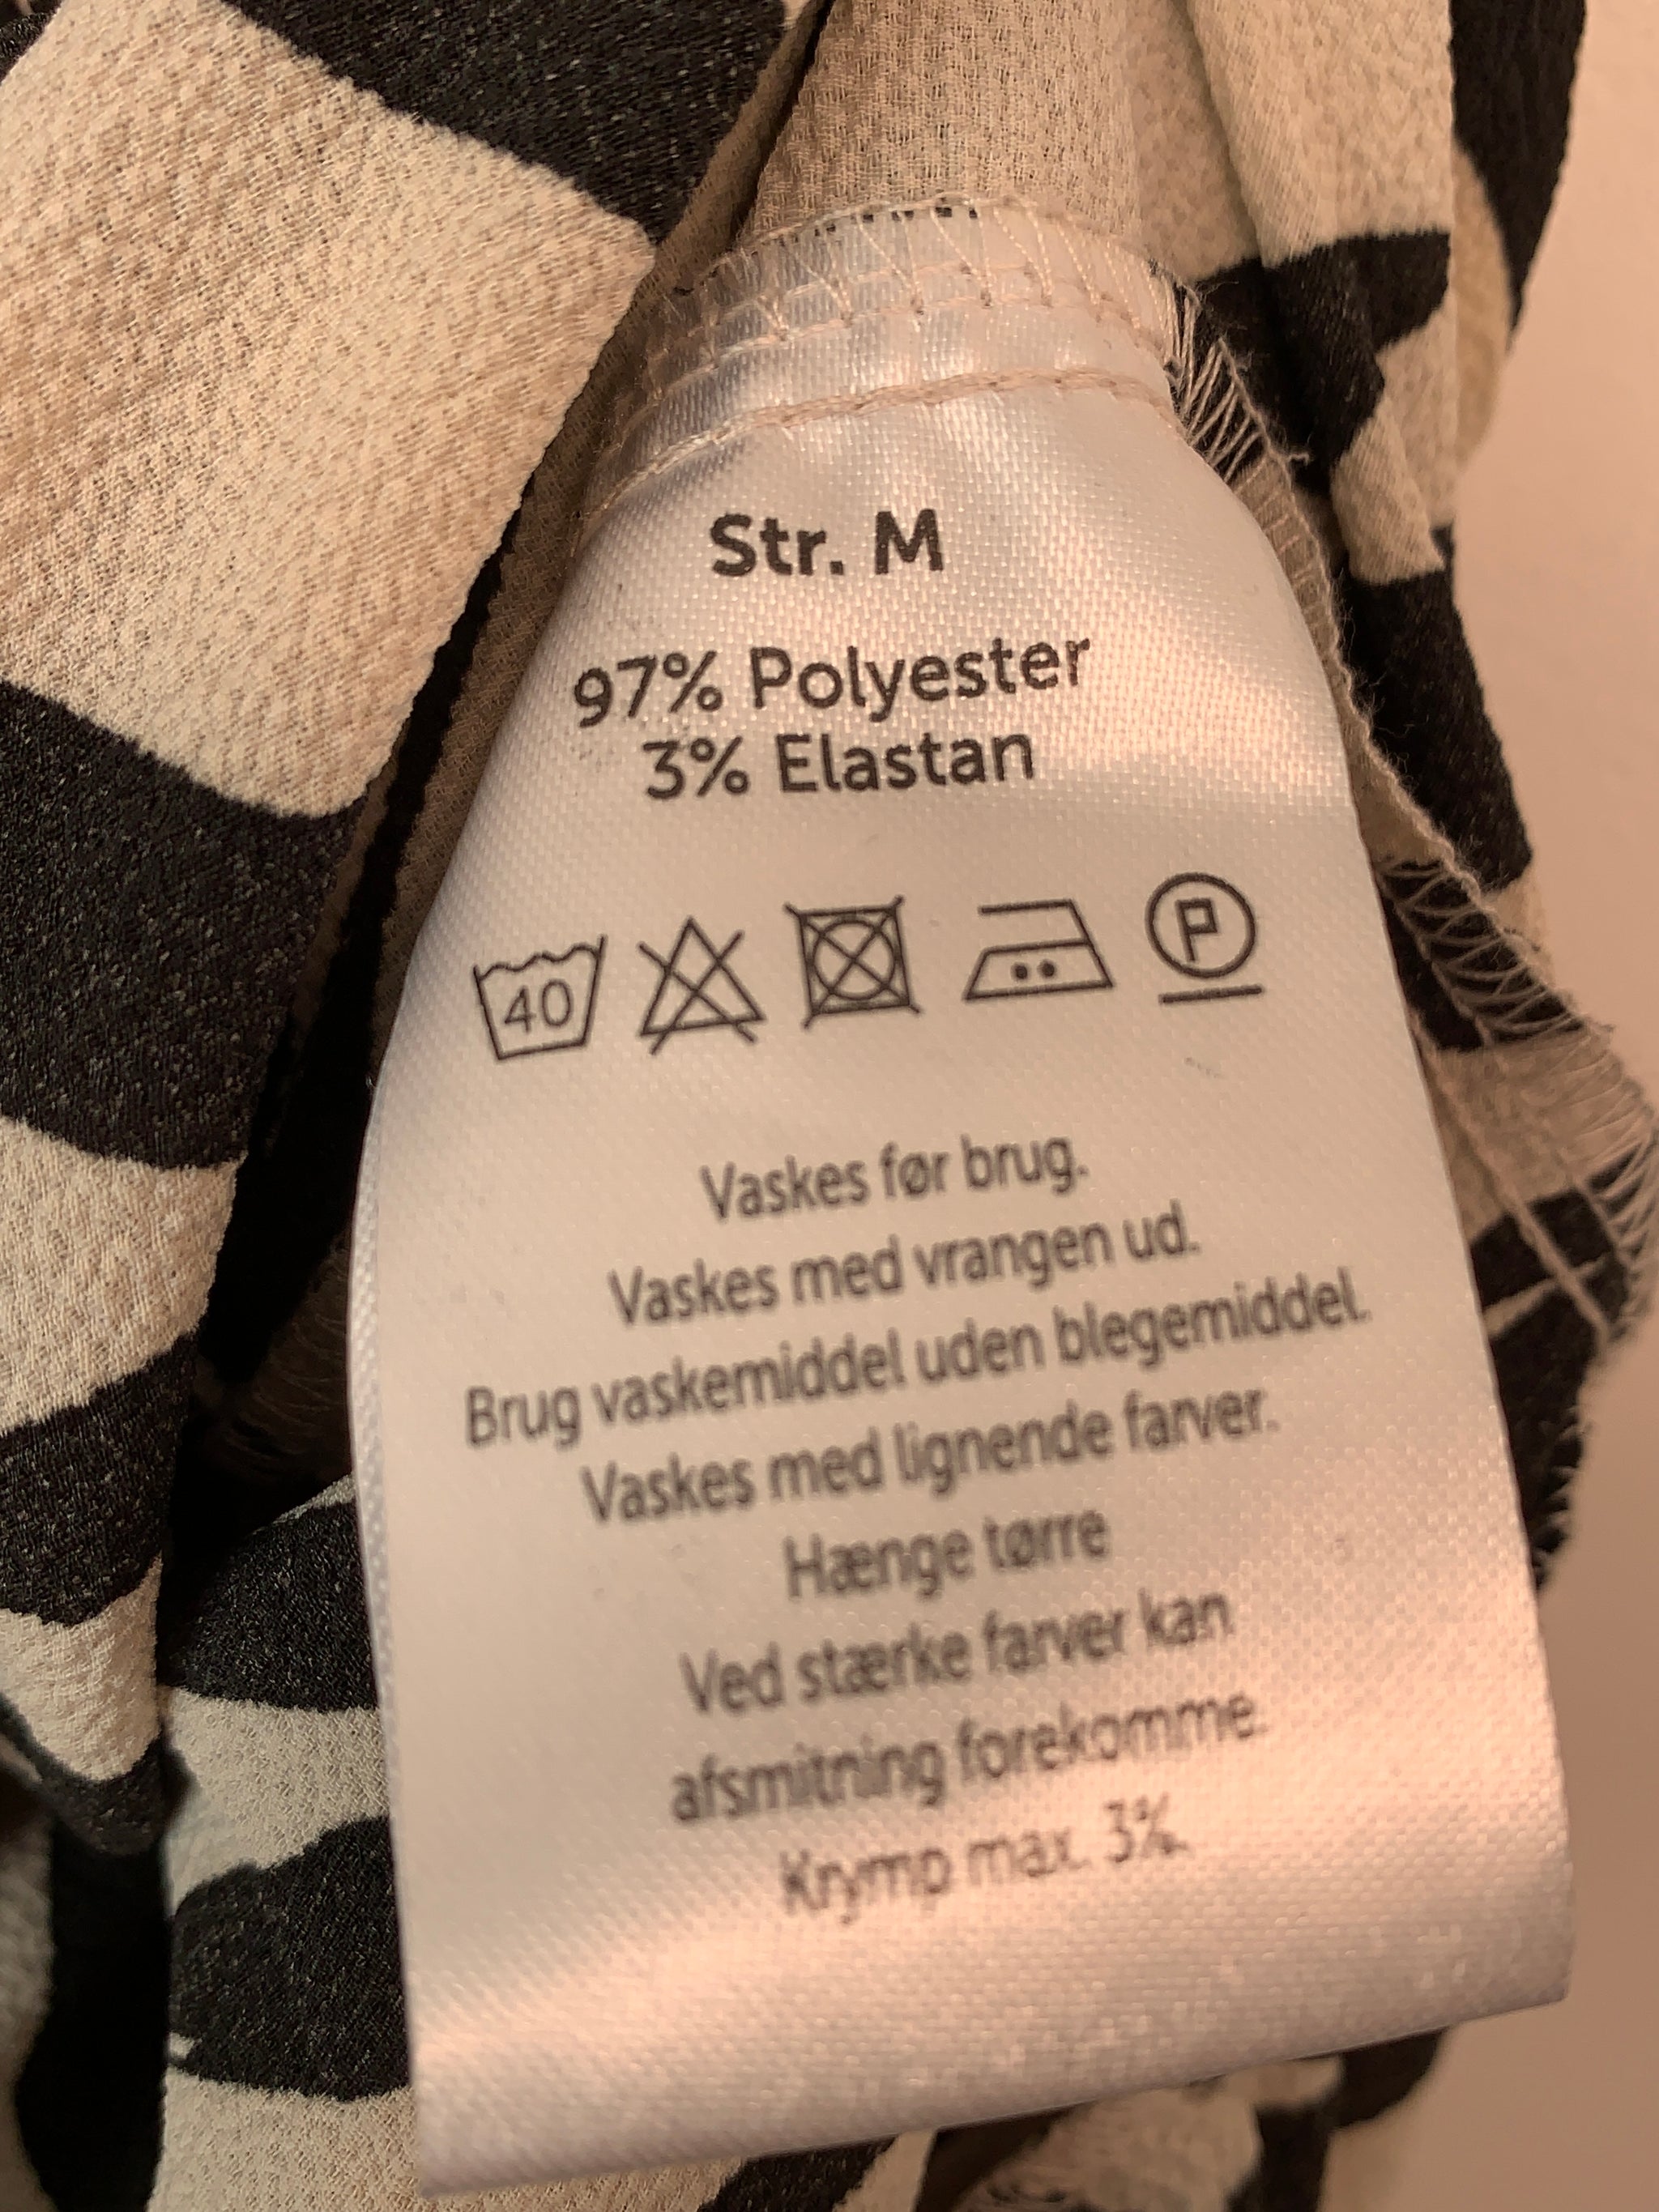 Str. M
97% Polyester
3% Elastan
40 P
Vaskes før brug.
Vaskes med vrangen ud.
Brug vaskemiddel uden blegemiddel.
Vaskes med lignende farver.
Hænge tørre
Ved stærke farver kan
afsmitning forekomme.
Krymp max. 3%.